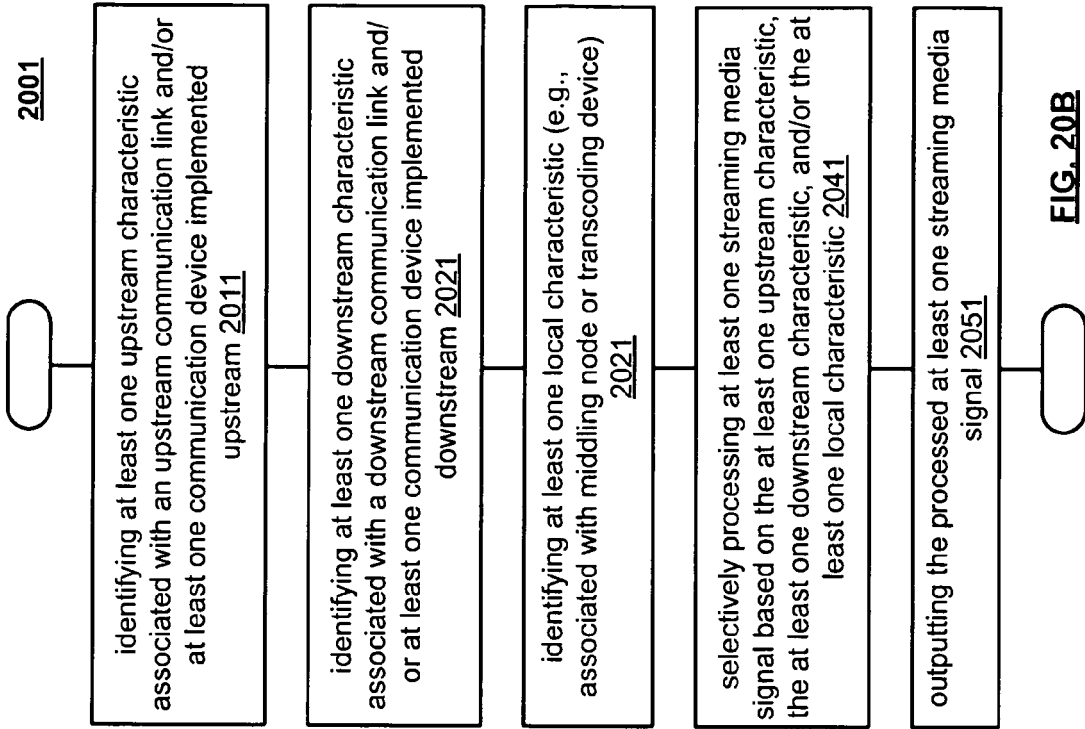 2001
identifying at least one upstream characteristic
associated with an upstream communication link and/or
at least one communication device implemented
upstream 2011
identifying at least one downstream characteristic
associated with a downstream communication link and/
or at least one communication device implemented
downstream 2021
identifying at least one local characteristic (e.g.,
associated with middling node or transcoding device)
2021
selectively processing at least one streaming media
signal based on the at least one upstream characteristic,
the at least one downstream characteristic, and/or the at
least one local characteristic 2041
outputting the processed at least one streaming media
signal 2051
FIG. 20B